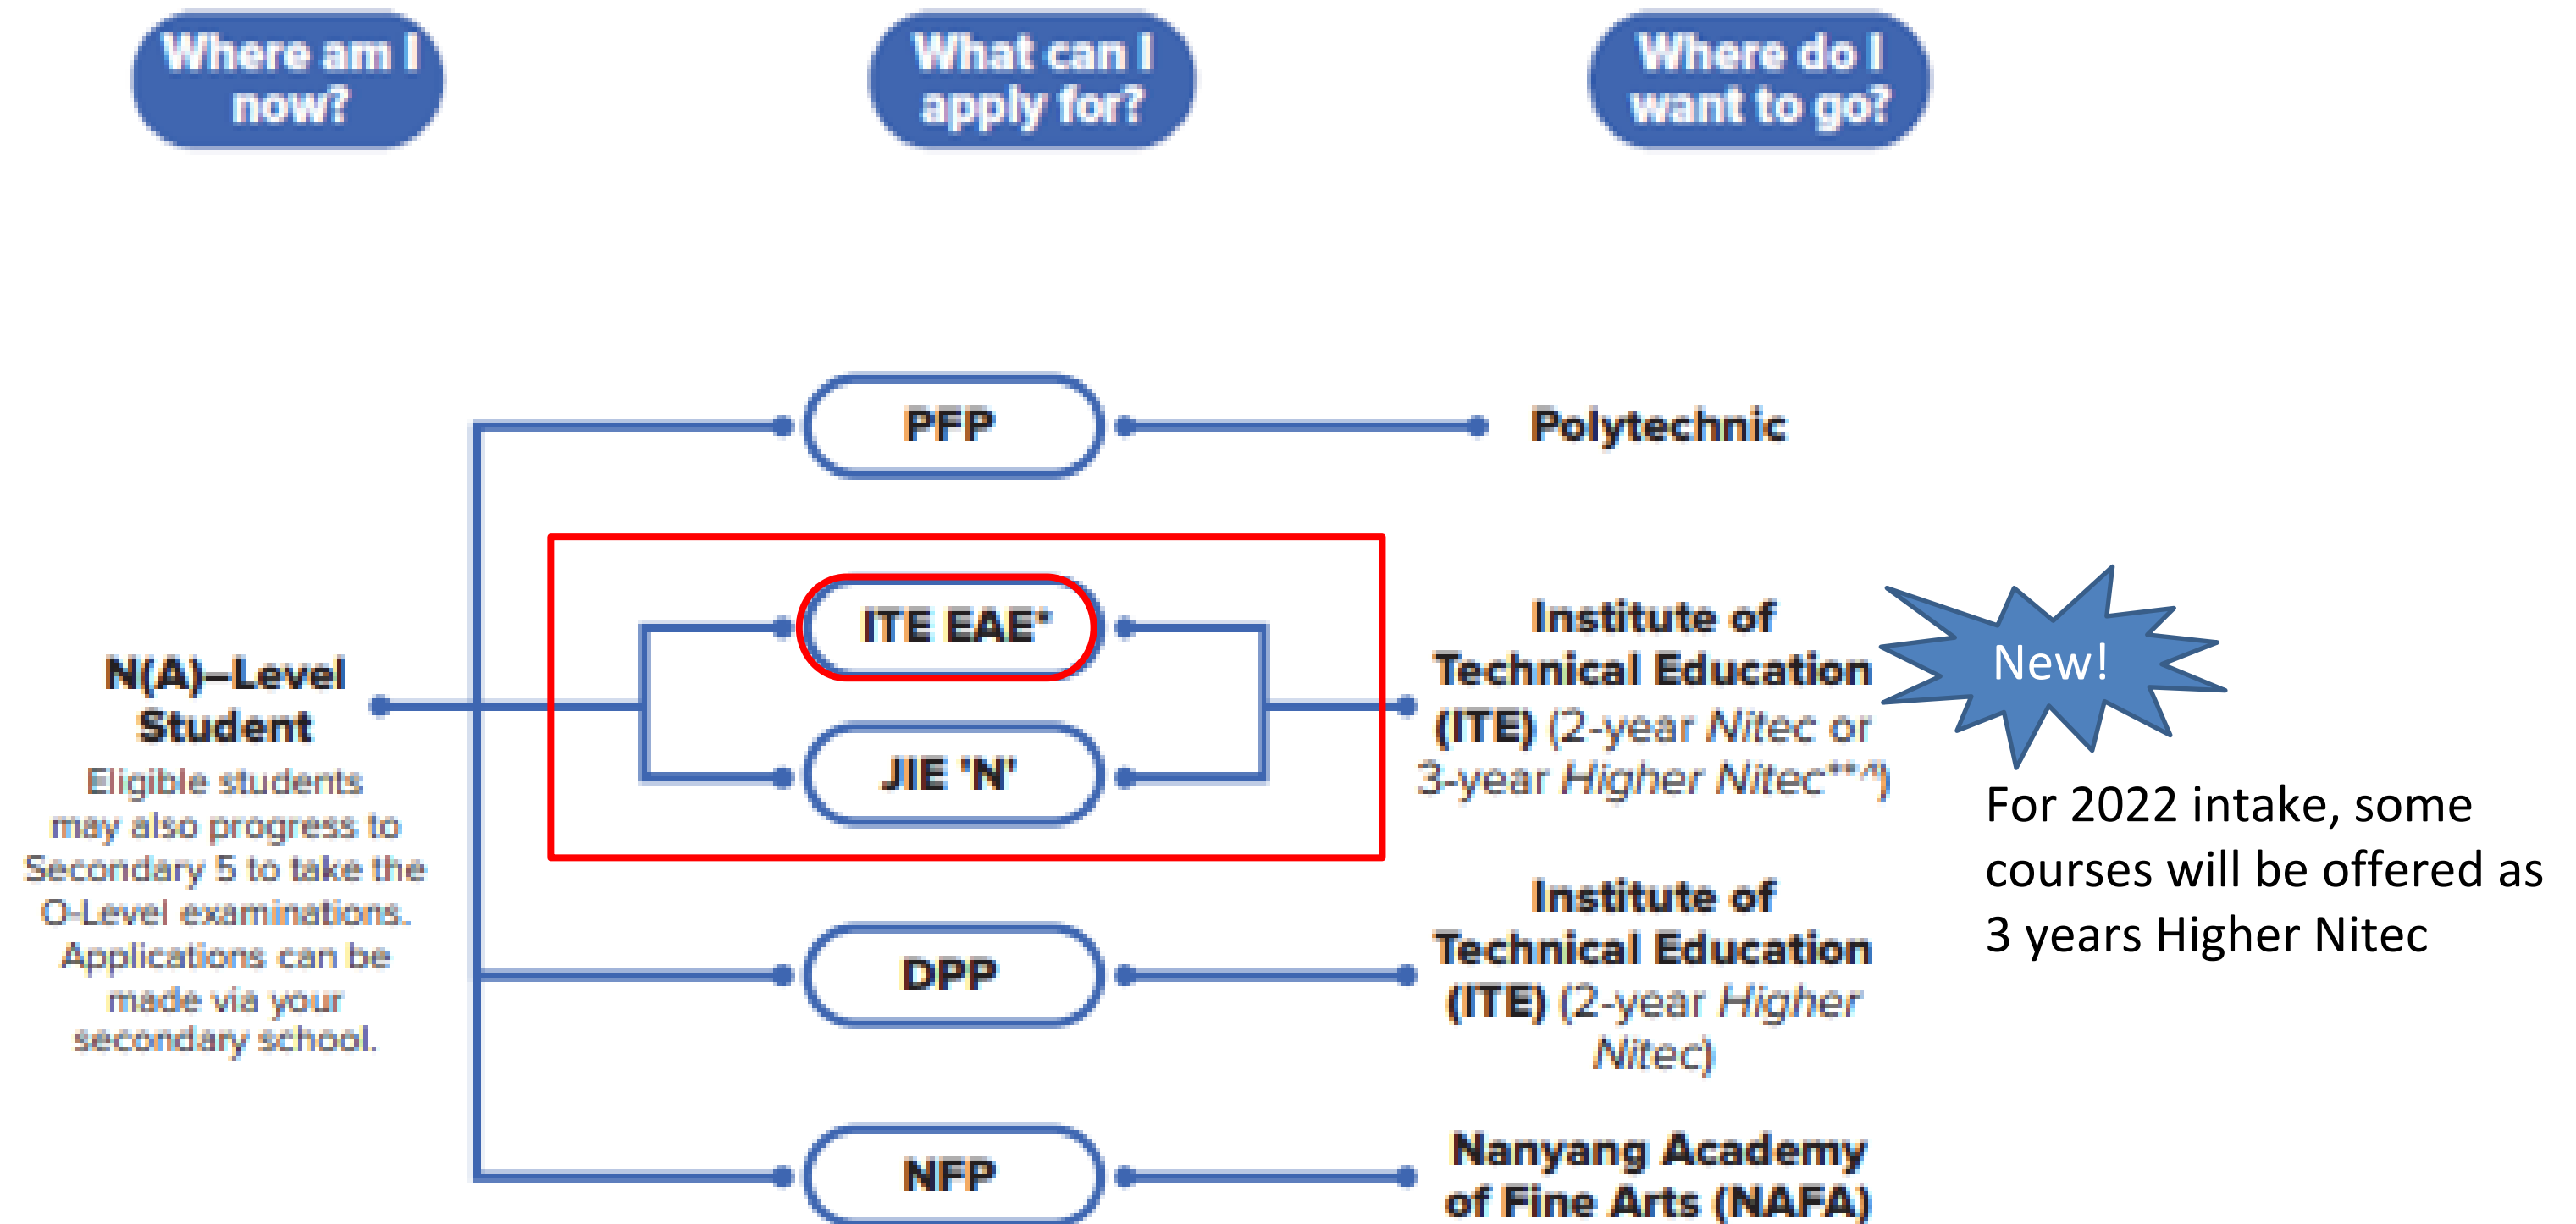 Where am I
now?
What can I
apply for?
Where do I
want to go?
PFP
Polytechnic
N(A)–Level
Student
Eligible students
may also progress to
Secondary 5 to take the
O-Level examinations.
Applications can be
made via your
secondary school.
ITE EAE*
JIE 'N'
Institute of
Technical Education
(ITE) (2-year Nitec or
3-year Higher Nitec**^)
New!
For 2022 intake, some
courses will be offered as
3 years Higher Nitec
DPP
Institute of
Technical Education
(ITE) (2-year Higher
Nitec)
NFP
Nanyang Academy
of Fine Arts (NAFA)